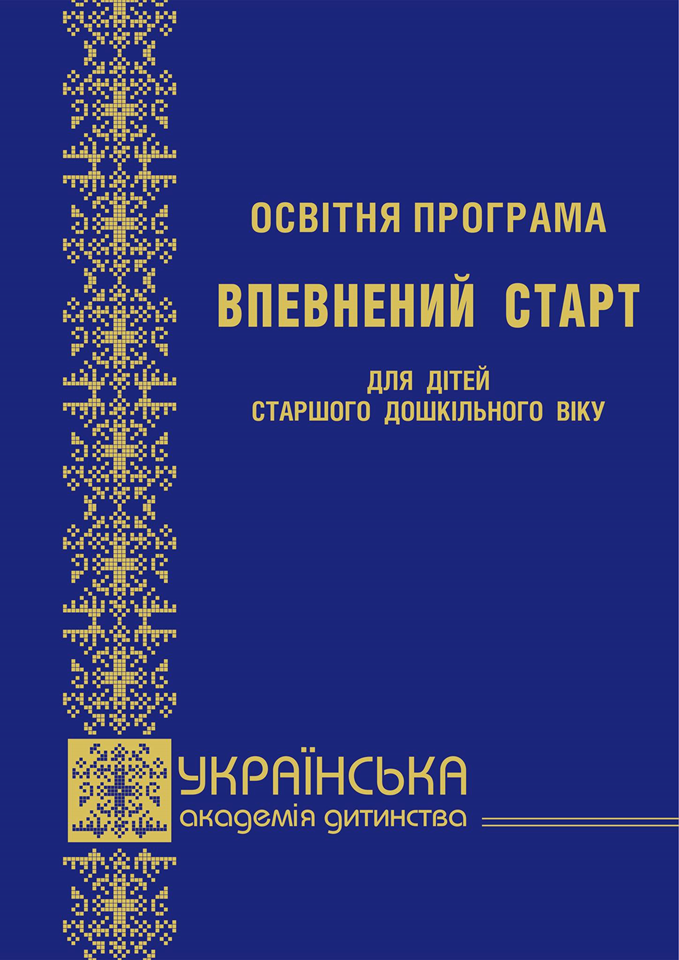 ОСВІТНЯ ПРОГРАМА
ВПЕВНЕНИЙ СТАРТ
ДЛЯ ДІТЕЙ
СТАРШОГО ДОШКІЛЬНОГО ВІКУ
УКРАЇНСЬКА
академія дитинства